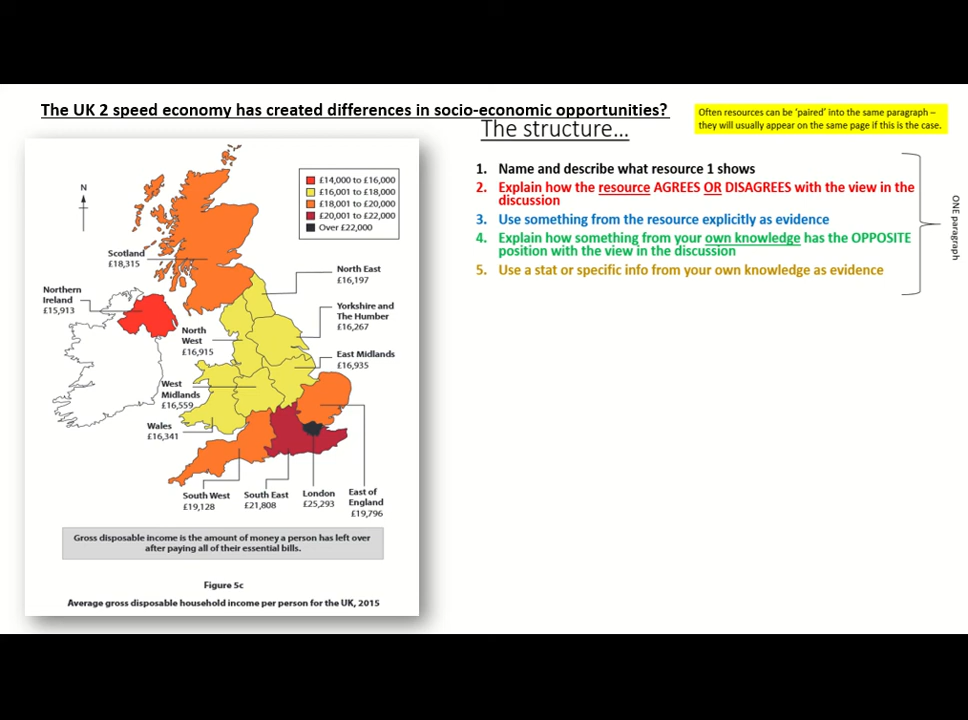 The UK 2 speed economy has created differences in socio-economic opportunities?
The structure...
Often resources can be ‘paired’ into the same paragraph –
they will usually appear on the same page if this is the case.
1. Name and describe what resource 1 shows
2. Explain how the resource AGREES OR DISAGREES with the view in the
discussion
3. Use something from the resource explicitly as evidence
4. Explain how something from your own knowledge has the OPPOSITE
position with the view in the discussion
5. Use a stat or specific info from your own knowledge as evidence
ONE paragraph
£14,000 to £16,000
£16,001 to £18,000
£18,001 to £20,000
£20,001 to £22,000
Over £22,000
N
Scotland
£18,315
North East
£16,197
Northern
Ireland
£15,913
Yorkshire and
The Humber
£16,267
North
West
£16,915
East Midlands
£16,935
West
Midlands
£16,559
Wales
£16,341
South West
£19,128
South East
£21,808
London
£25,293
East of
England
£19,796
Gross disposable income is the amount of money a person has left over
after paying all of their essential bills.
Figure 5c
Average gross disposable household income per person for the UK, 2015